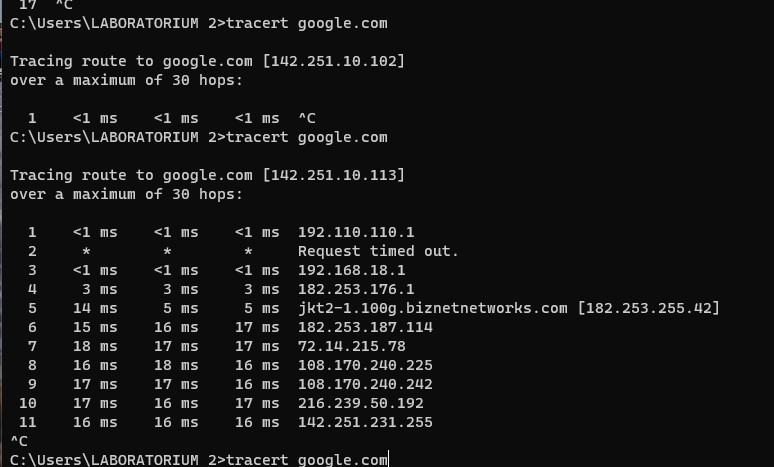 17  ^C
C:\Users\LABORATORIUM 2>tracert google.com

Tracing route to google.com [142.251.10.102]
over a maximum of 30 hops:

  1    <1 ms    <1 ms    <1 ms  ^C
C:\Users\LABORATORIUM 2>tracert google.com

Tracing route to google.com [142.251.10.113]
over a maximum of 30 hops:

  1    <1 ms    <1 ms    <1 ms  192.110.110.1
  2     *        *        *     Request timed out.
  3    <1 ms    <1 ms    <1 ms  192.168.18.1
  4     3 ms     3 ms     3 ms  182.253.176.1
  5    14 ms     5 ms     5 ms  jkt2-1.100g.biznetnetworks.com [182.253.255.42]
  6    15 ms    16 ms    17 ms  182.253.187.114
  7    18 ms    17 ms    17 ms  72.14.215.78
  8    16 ms    18 ms    16 ms  108.170.240.225
  9    17 ms    17 ms    16 ms  108.170.240.242
 10    17 ms    16 ms    17 ms  216.239.50.192
 11    16 ms    16 ms    16 ms  142.251.231.255
^C
C:\Users\LABORATORIUM 2>tracert google.com